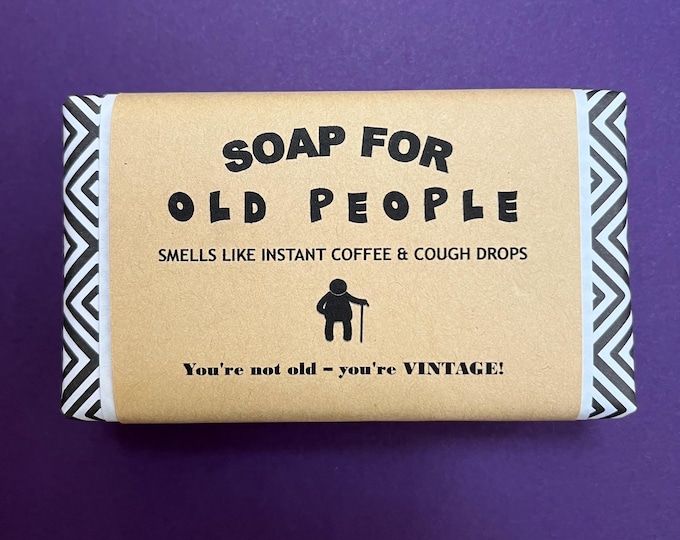 SOAP FOR
OLD PEOPLE
SMELLS LIKE INSTANT COFFEE & COUGH DROPS
You're not old – you're VINTAGE!